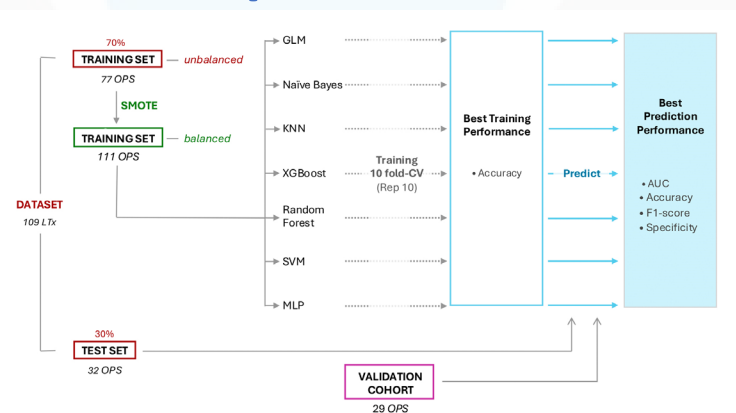 70%
TRAINING SET
unbalanced
77 OPS
SMOTE
TRAINING SET
balanced
111 OPS
DATASET
109 LTx
30%
TEST SET
32 OPS
GLM
Naïve Bayes
KNN
XGBoost
Random
Forest
SVM
MLP
Training
10 fold-CV
(Rep 10)
Best Training
Performance
• Accuracy
Predict
Best
Prediction
Performance
• AUC
• Accuracy
• F1-score
• Specificity
VALIDATION
COHORT
29 OPS